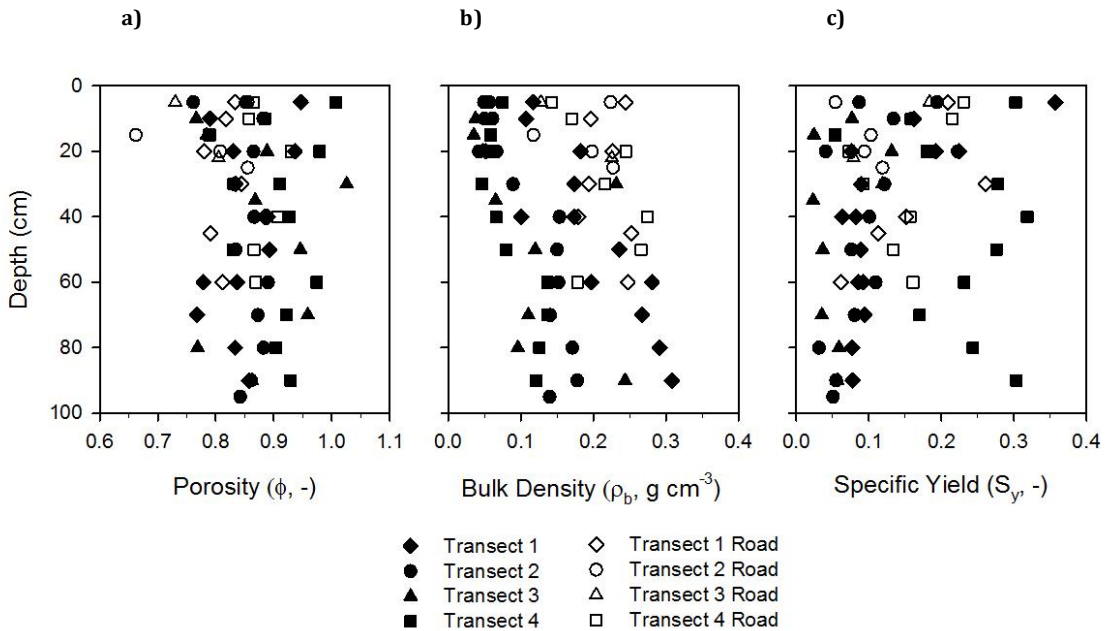 a) b) c)
0
20
40
60
80
100
Depth (cm)
0.6 0.7 0.8 0.9 1.0 1.1
0.0 0.1 0.2 0.3 0.4
0.0 0.1 0.2 0.3 0.4
Porosity (ϕ, -) Bulk Density (ρb, g cm-3) Specific Yield (Sy, -)
Transect 1 Transect 1 Road
Transect 2 Transect 2 Road
Transect 3 Transect 3 Road
Transect 4 Transect 4 Road